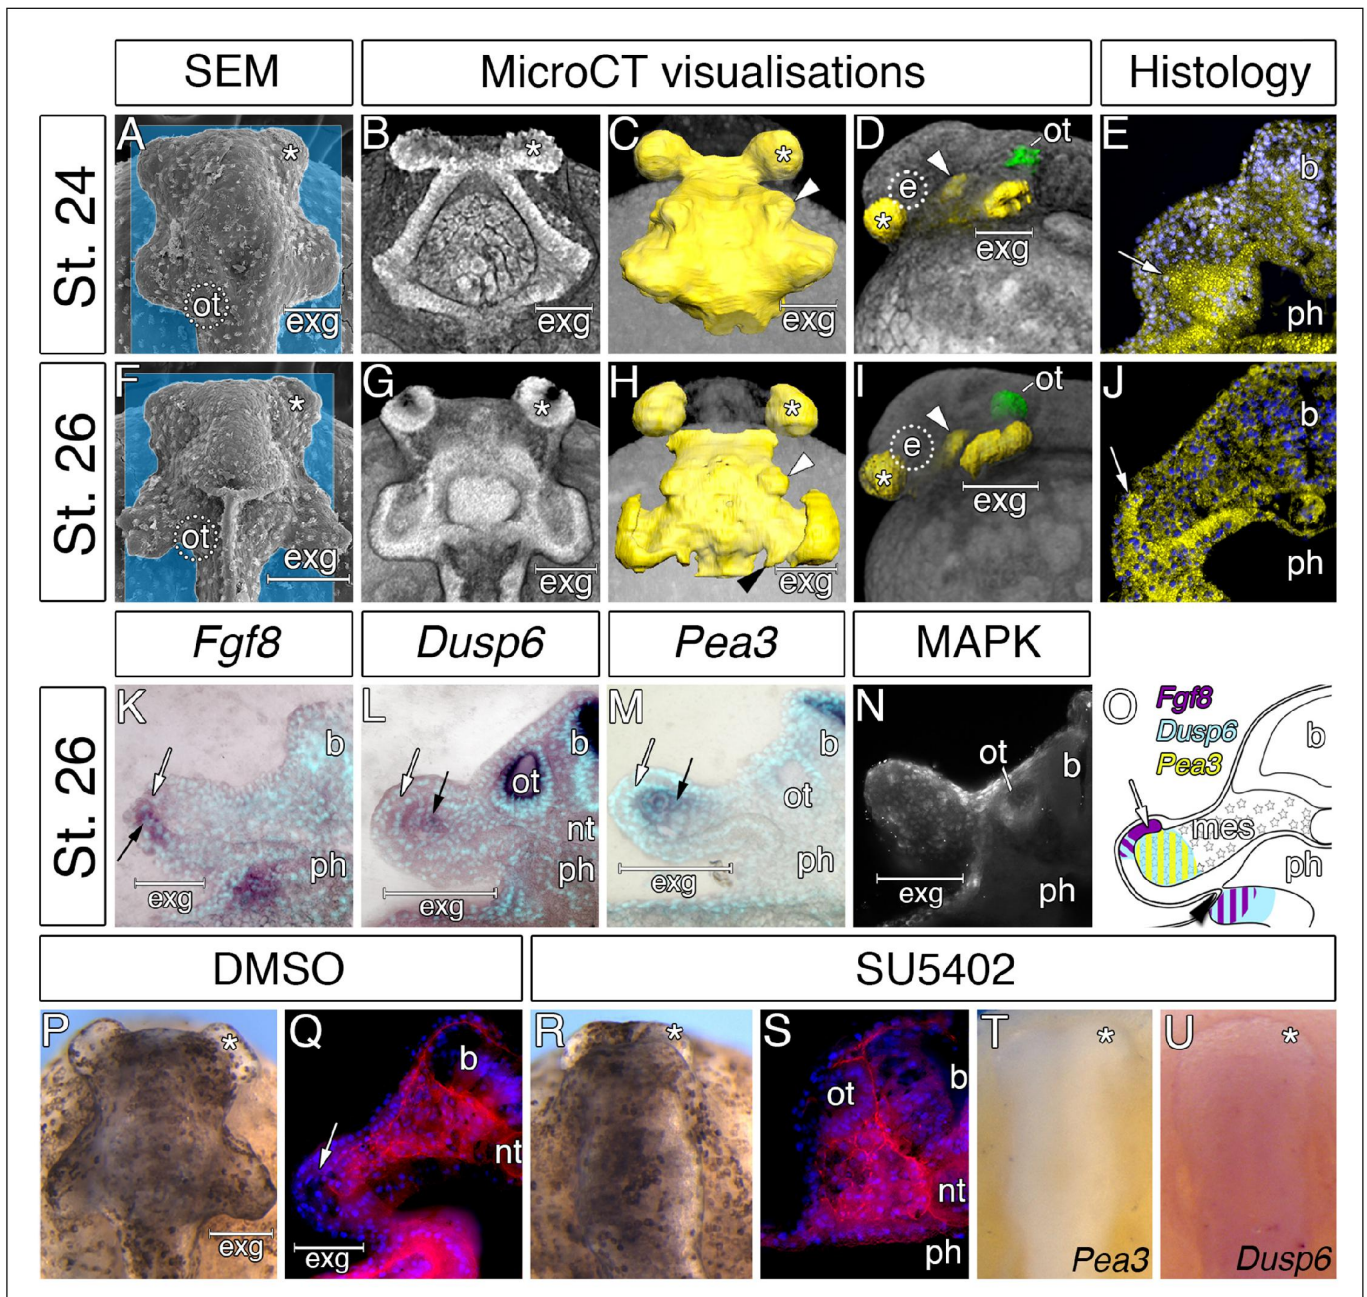 SEM MicroCT visualisations Histology
St. 24
A * ot exg
B * exg
C * exg
D ot e * exg
E b ph
St. 26
F * ot exg
G * exg
H * exg
I ot e * exg
J b ph
Fgf8 Dusp6 Pea3 MAPK
St. 26
K b ph exg
L b ot nt ph exg
M b ot ph exg
N ot b ph exg
O Fgf8 Dusp6 Pea3 b mes ph
DMSO SU5402
P * exg
Q b nt exg
R *
S ot b nt ph
T * Pea3
U * Dusp6